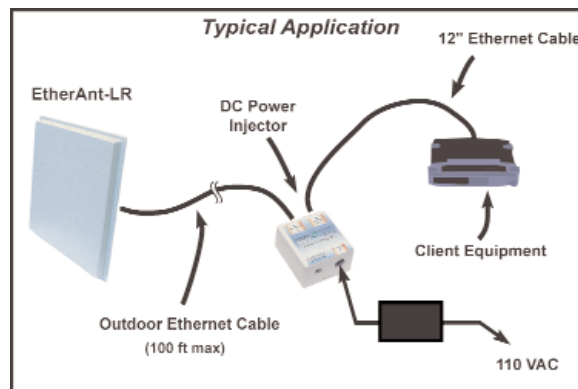 Typical Application
12" Ethernet Cable
EtherAnt-LR
DC Power
Injector
Client Equipment
Outdoor Ethernet Cable
(100 ft max)
110 VAC